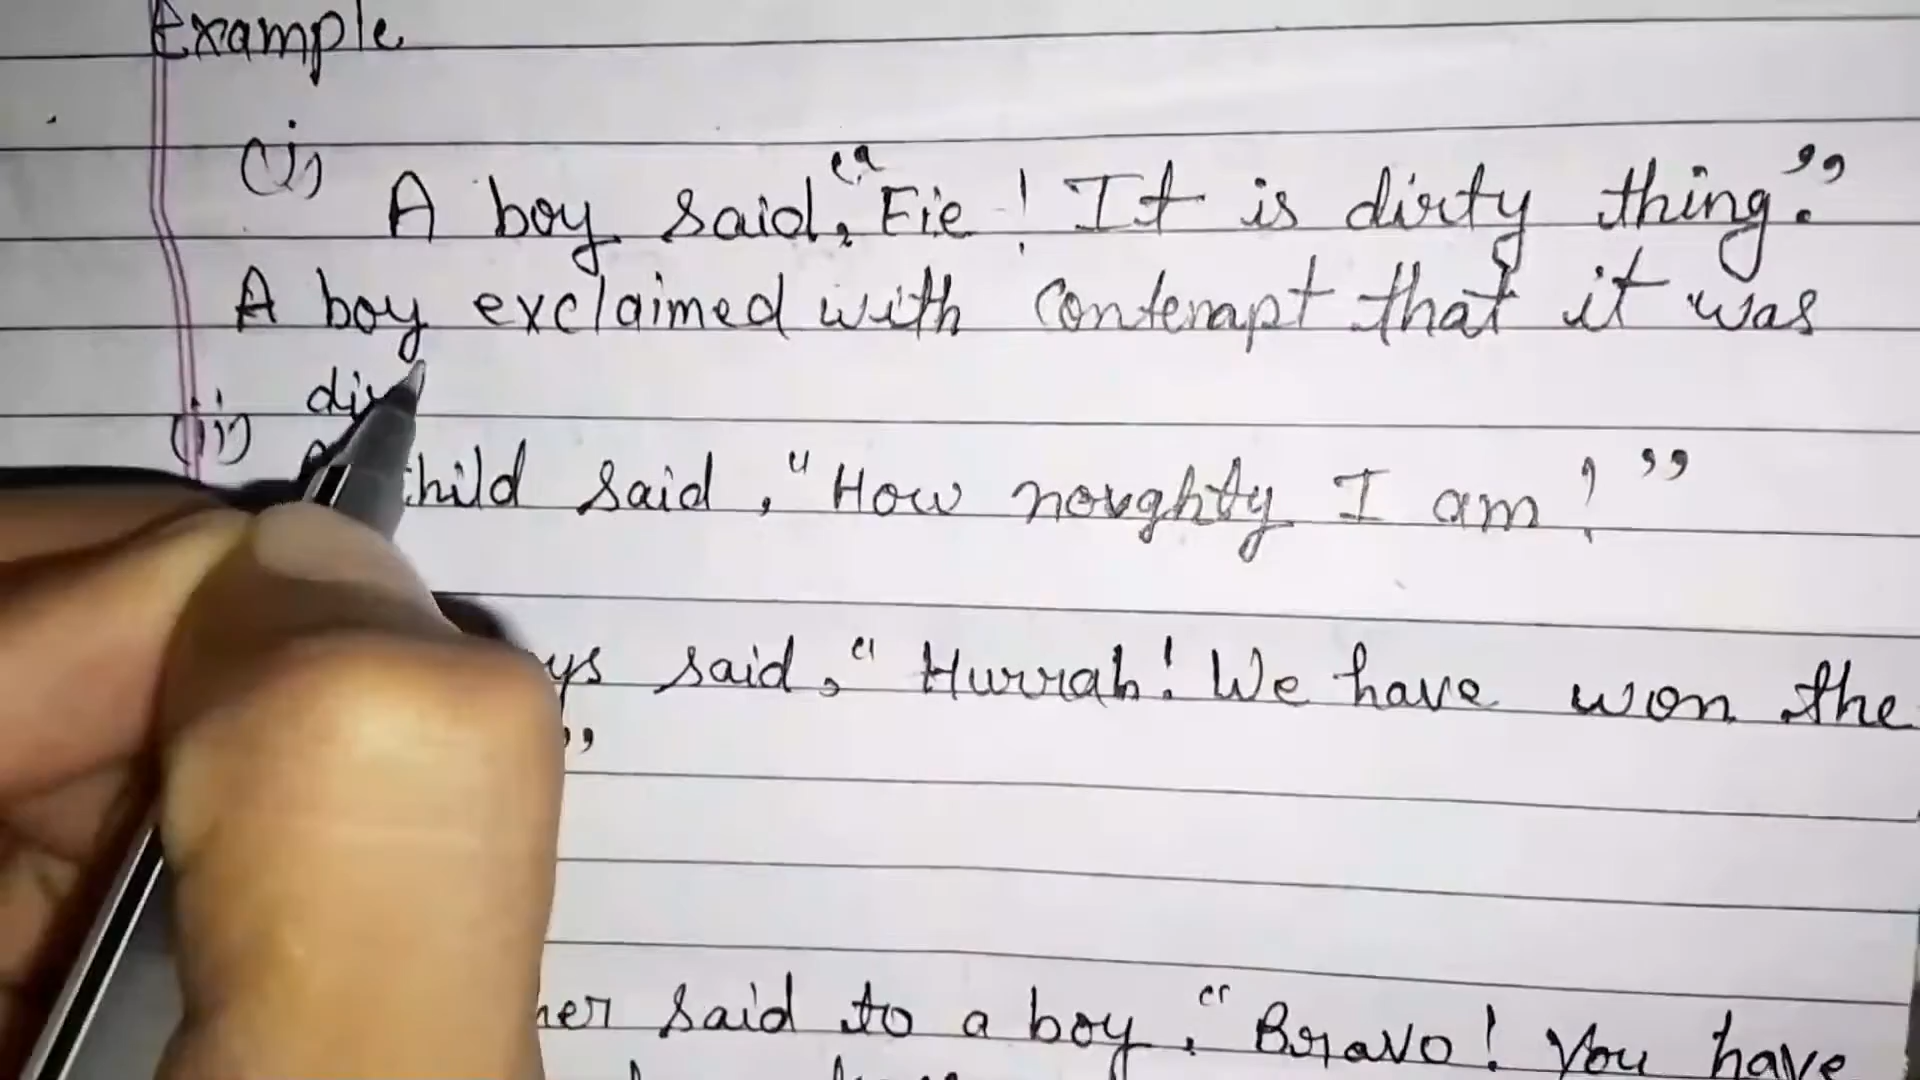 Example
(i) A boy said, "Fie! It is dirty thing."
A boy exclaimed with contempt that it was
(ii) said, "How noughty I am!"
said, "Hurrah! We have won the
"
said to a boy, "Bravo! You have